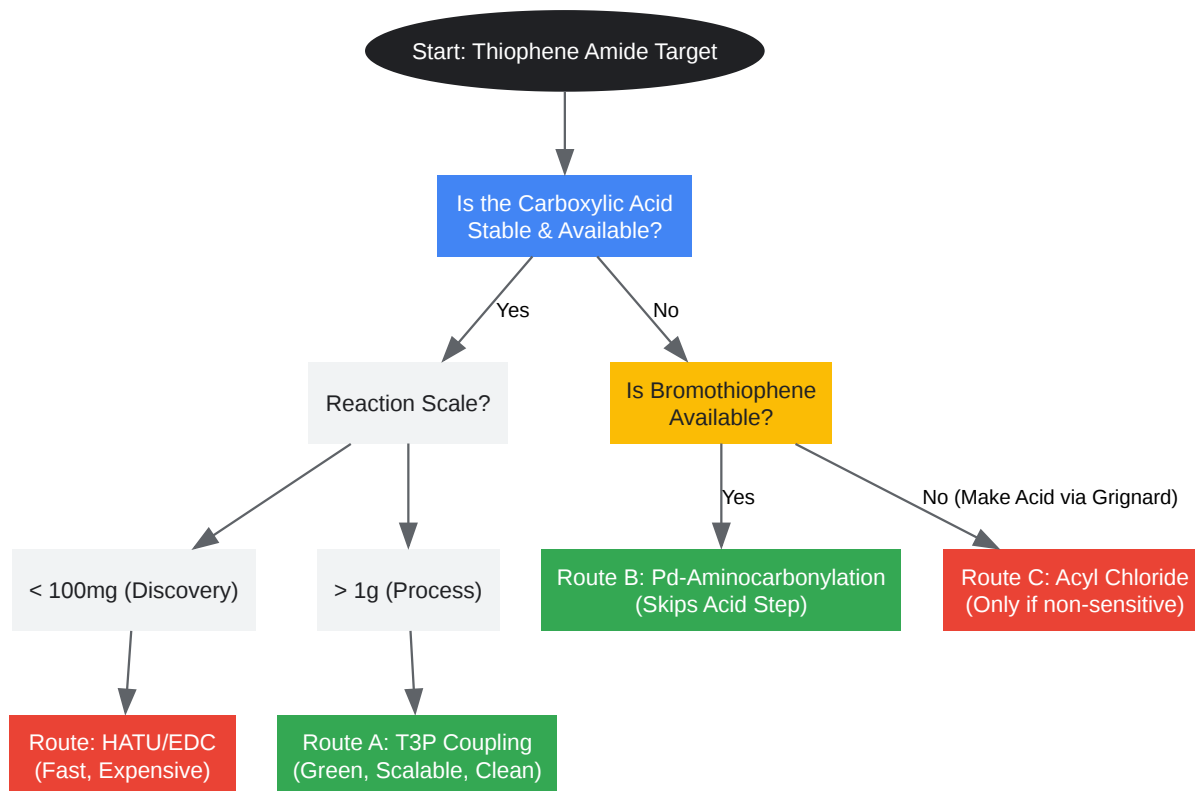 Start: Thiophene Amide Target
Is the Carboxylic Acid
Stable & Available?
Yes
No
Reaction Scale?
Is Bromothiophene
Available?
Yes
No (Make Acid via Grignard)
< 100mg (Discovery)
> 1g (Process)
Route B: Pd-Aminocarbonylation
(Skips Acid Step)
Route C: Acyl Chloride
(Only if non-sensitive)
Route: HATU/EDC
(Fast, Expensive)
Route A: T3P Coupling
(Green, Scalable, Clean)